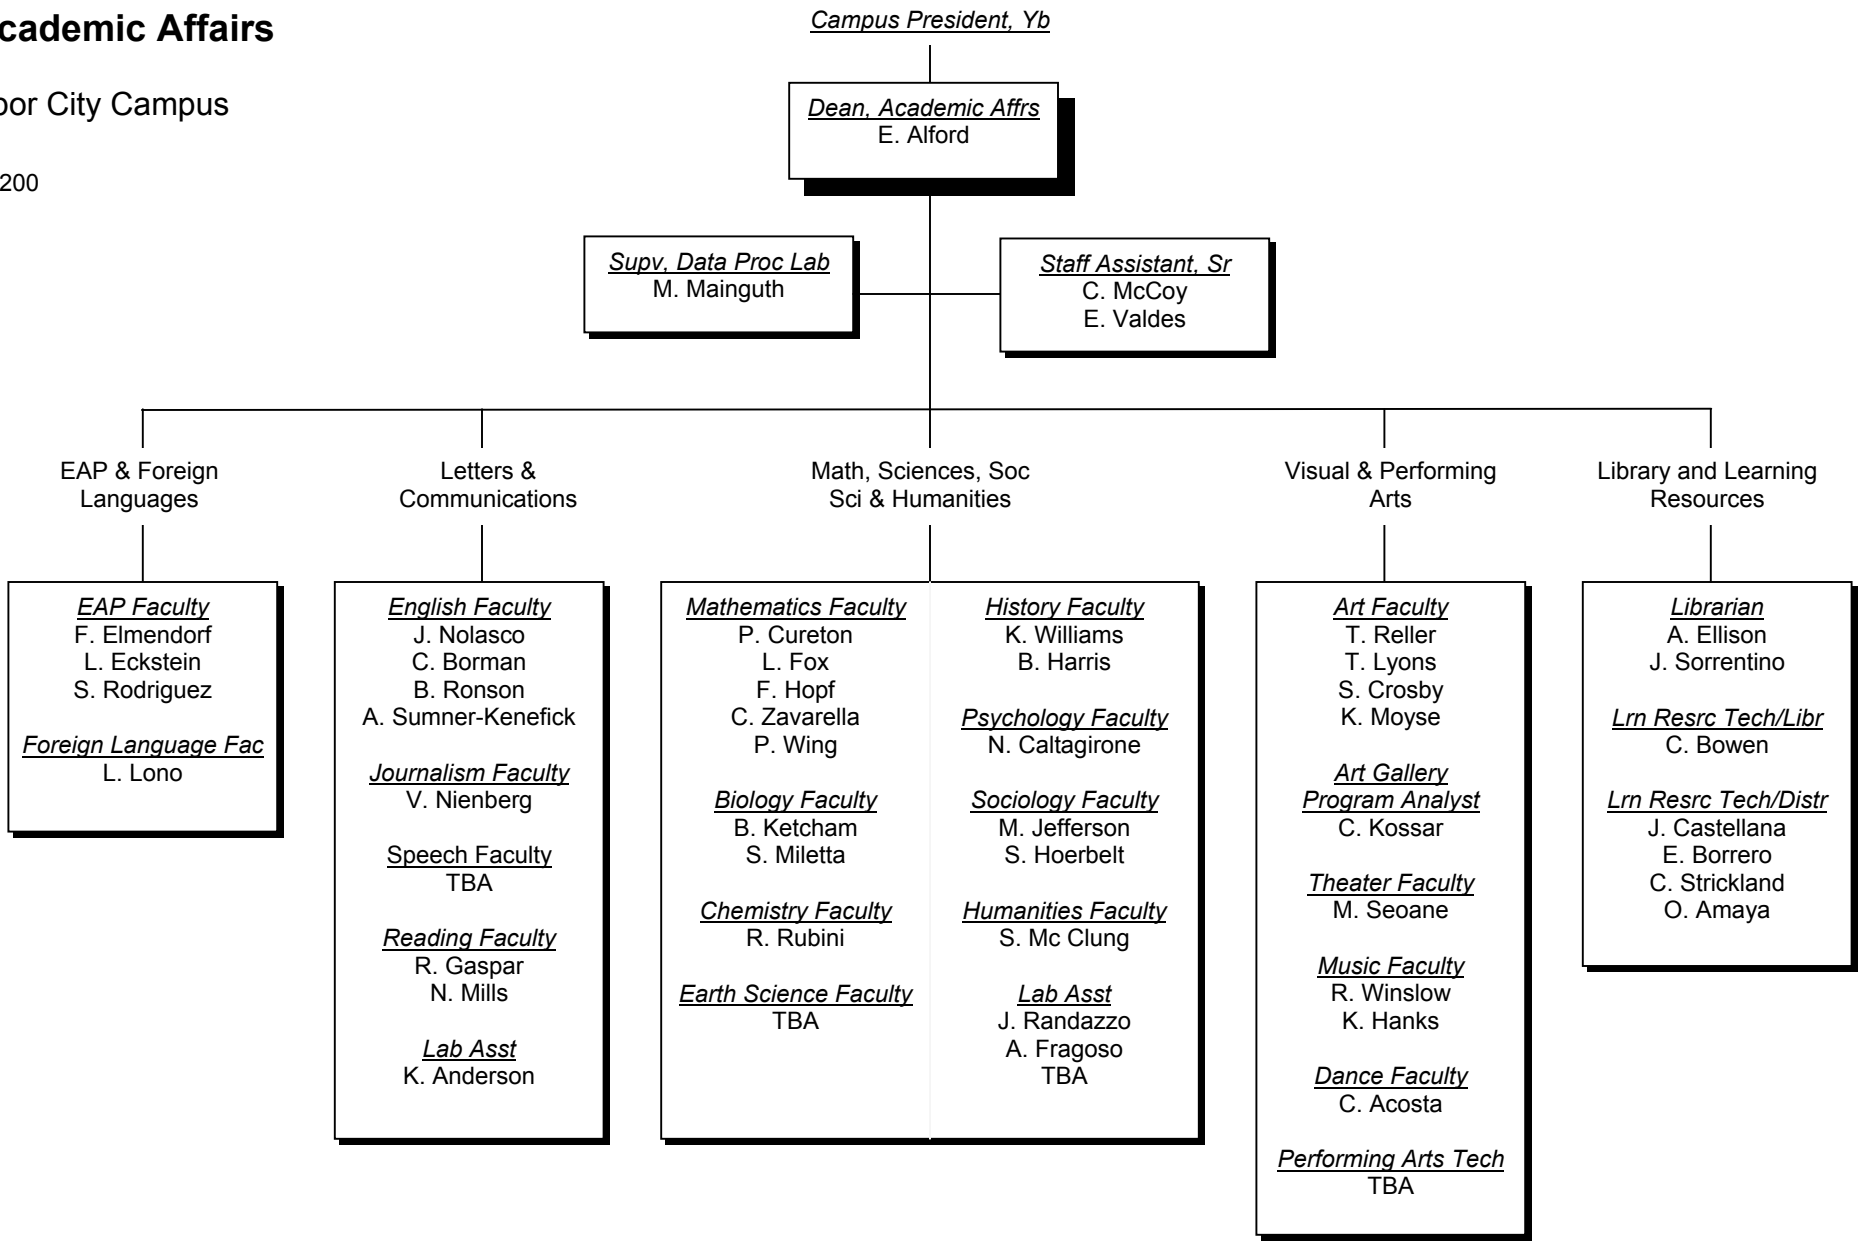 cademic Affairs
oor City Campus
200
Campus President, Yb
Dean, Academic Affrs
E. Alford
Supv, Data Proc Lab
M. Mainguth
Staff Assistant, Sr
C. McCoy
E. Valdes
EAP & Foreign
Languages
Letters &
Communications
Math, Sciences, Soc
Sci & Humanities
Visual & Performing
Arts
Library and Learning
Resources
EAP Faculty
F. Elmendorf
L. Eckstein
S. Rodriguez
Foreign Language Fac
L. Lono
English Faculty
J. Nolasco
C. Borman
B. Ronson
A. Sumner-Kenefick
Journalism Faculty
V. Nienberg
Speech Faculty
TBA
Reading Faculty
R. Gaspar
N. Mills
Lab Asst
K. Anderson
Mathematics Faculty
P. Cureton
L. Fox
F. Hopf
C. Zavarella
P. Wing
Biology Faculty
B. Ketcham
S. Miletta
Chemistry Faculty
R. Rubini
Earth Science Faculty
TBA
History Faculty
K. Williams
B. Harris
Psychology Faculty
N. Caltagirone
Sociology Faculty
M. Jefferson
S. Hoerbelt
Humanities Faculty
S. Mc Clung
Lab Asst
J. Randazzo
A. Fragoso
TBA
Art Faculty
T. Reller
T. Lyons
S. Crosby
K. Moyse
Art Gallery
Program Analyst
C. Kossar
Theater Faculty
M. Seoane
Music Faculty
R. Winslow
K. Hanks
Dance Faculty
C. Acosta
Performing Arts Tech
TBA
Librarian
A. Ellison
J. Sorrentino
Lrn Resrc Tech/Libr
C. Bowen
Lrn Resrc Tech/Distr
J. Castellana
E. Borrero
C. Strickland
O. Amaya